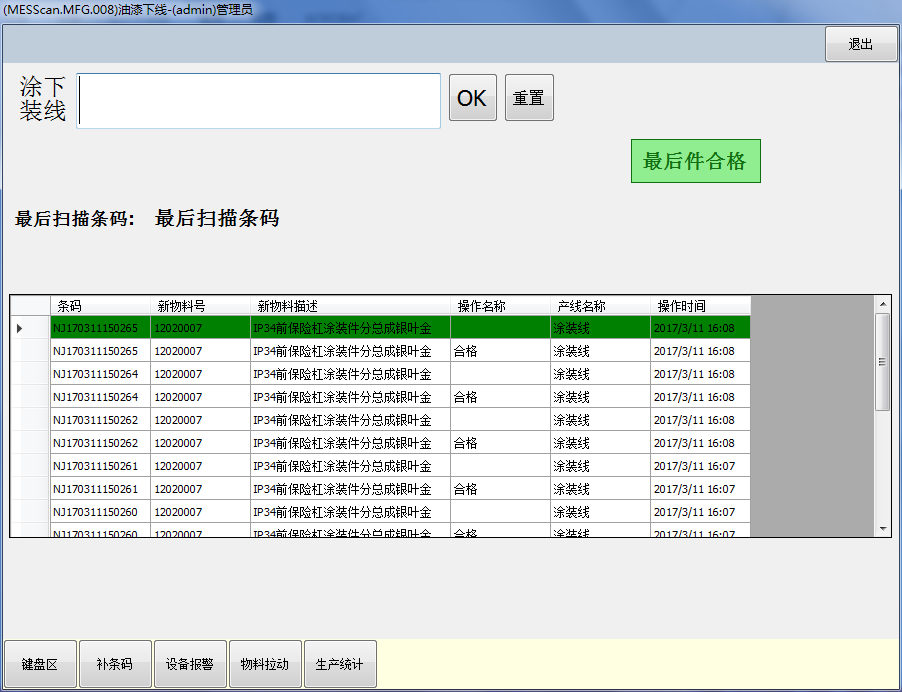 (MESScan.MFG.008)油漆下线-(admin)管理员
退出
涂下
装线
OK
重置
最后件合格
最后扫描条码: 最后扫描条码
条码 新物料号 新物料描述 操作名称 产线名称 操作时间
NJ170311150265 12020007 IP34前保险杠涂装件分总成银叶金 涂装线 2017/3/11 16:08
NJ170311150265 12020007 IP34前保险杠涂装件分总成银叶金 合格 涂装线 2017/3/11 16:08
NJ170311150264 12020007 IP34前保险杠涂装件分总成银叶金 涂装线 2017/3/11 16:08
NJ170311150264 12020007 IP34前保险杠涂装件分总成银叶金 合格 涂装线 2017/3/11 16:08
NJ170311150262 12020007 IP34前保险杠涂装件分总成银叶金 涂装线 2017/3/11 16:08
NJ170311150262 12020007 IP34前保险杠涂装件分总成银叶金 合格 涂装线 2017/3/11 16:08
NJ170311150261 12020007 IP34前保险杠涂装件分总成银叶金 涂装线 2017/3/11 16:07
NJ170311150261 12020007 IP34前保险杠涂装件分总成银叶金 合格 涂装线 2017/3/11 16:07
NJ170311150260 12020007 IP34前保险杠涂装件分总成银叶金 涂装线 2017/3/11 16:07
NJ170311150260 12020007 IP34前保险杠涂装件分总成银叶金 合格 涂装线 2017/3/11 16:07
键盘区 补条码 设备报警 物料拉动 生产统计